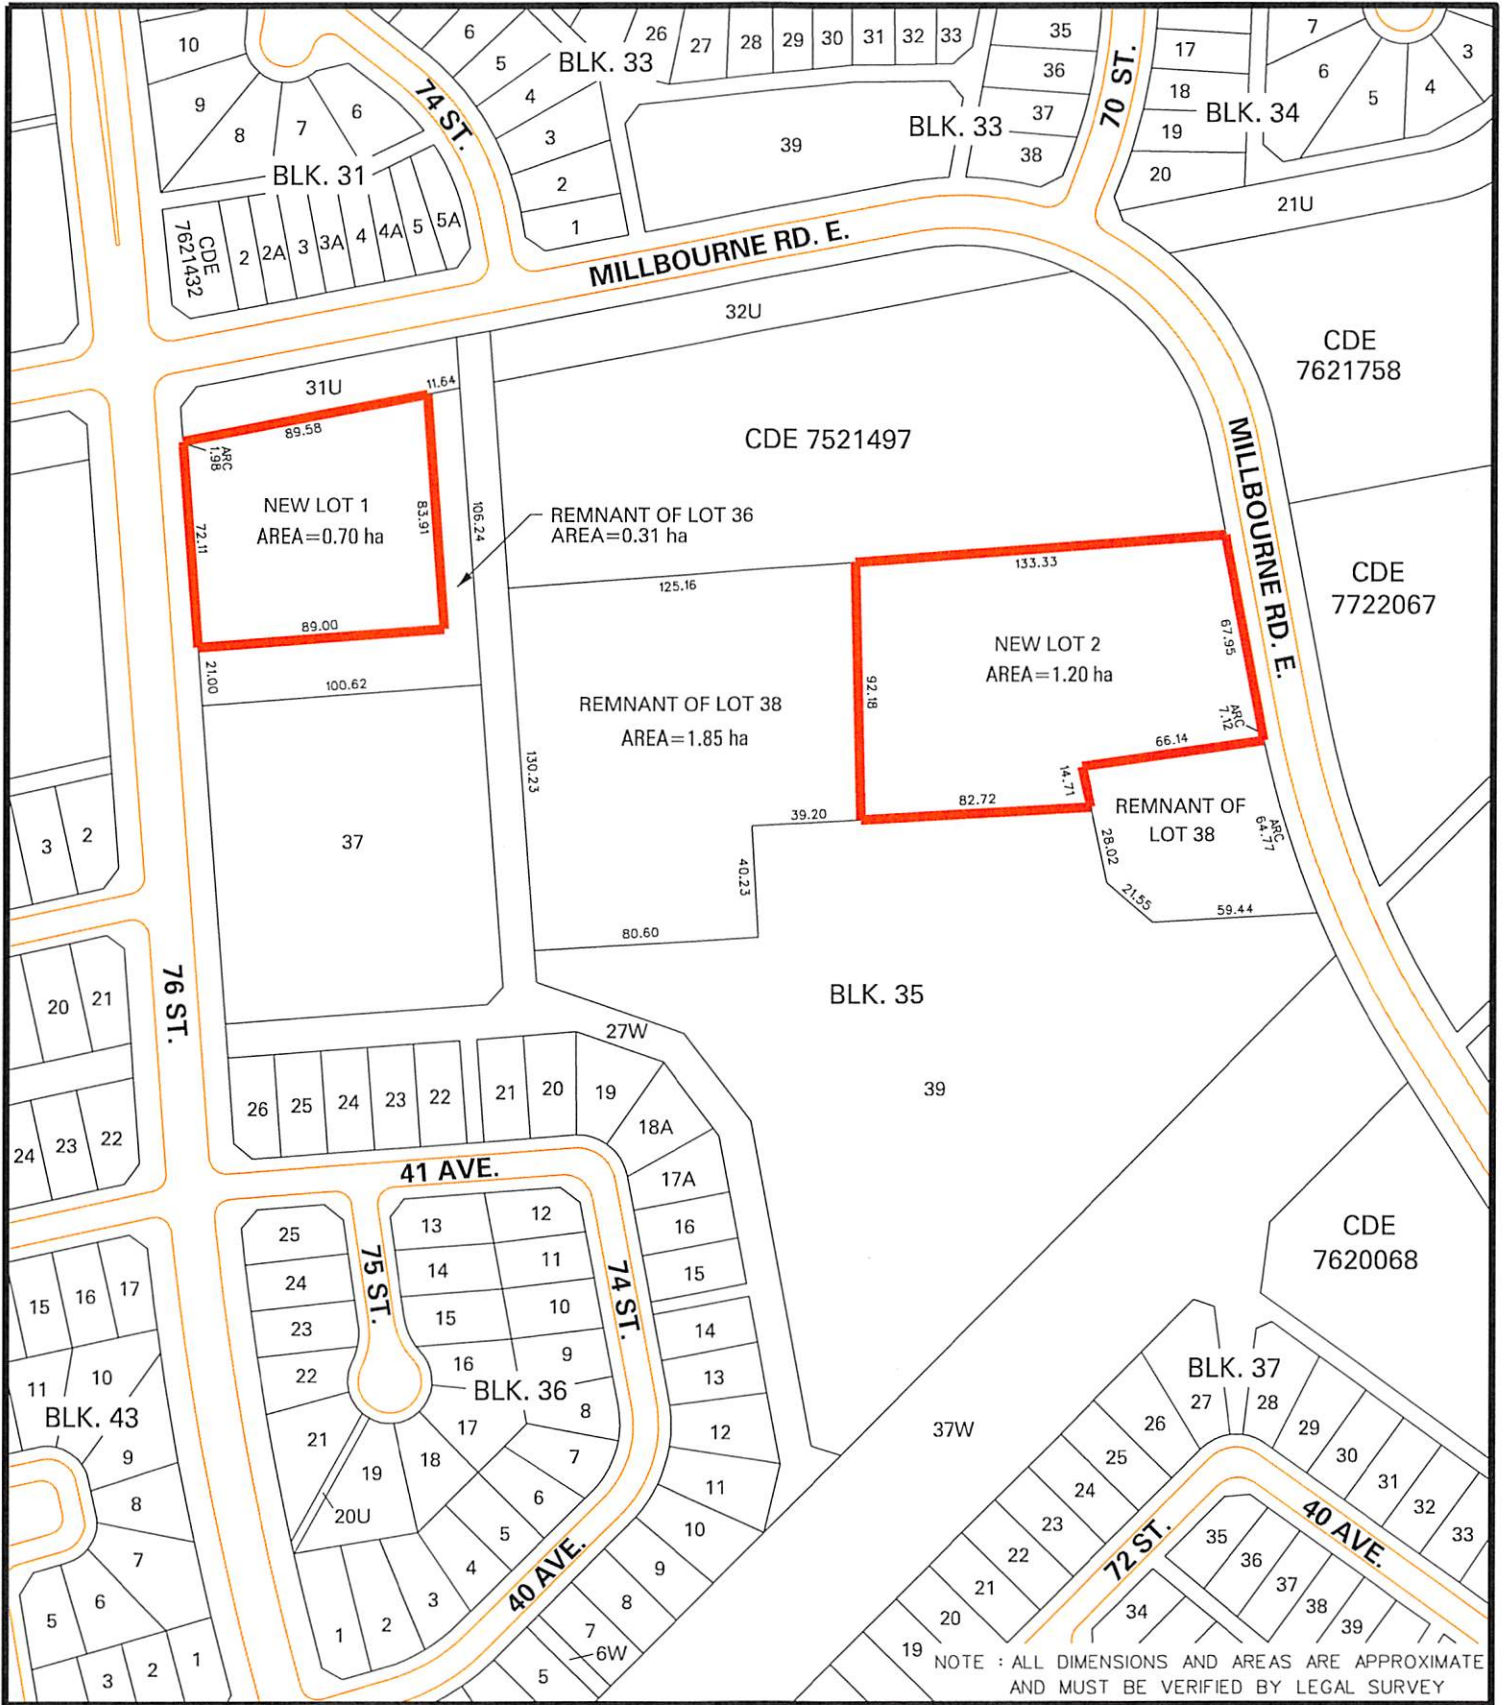 10
9
8
7
6
BLK. 31
74 ST.
6
5
4
3
2
1
BLK. 33
26
27
28
29
30
31
32
33
39
BLK. 33
35
36
37
38
70 ST.
17
18
19
20
BLK. 34
7
6
5
4
3
21U
CDE
7621432
2
2A
3
3A
4
4A
5
5A
MILLBOURNE RD. E.
32U
CDE
7621758
31U
11.64
89.58
ARC
1.98
72.11
NEW LOT 1
AREA=0.70 ha
83.91
106.24
89.00
21.00
100.62
REMNANT OF LOT 36
AREA=0.31 ha
CDE 7521497
MILLBOURNE RD. E.
125.16
133.33
CDE
7722067
NEW LOT 2
AREA=1.20 ha
67.95
92.18
ARC
7.12
66.14
14.71
82.72
REMNANT OF LOT 38
AREA=1.85 ha
130.23
39.20
40.23
80.60
REMNANT OF
LOT 38
ARC
64.77
28.02
21.55
59.44
37
3
2
20
21
76 ST.
BLK. 35
39
27W
26
25
24
23
22
21
20
19
18A
17A
16
15
14
13
12
11
10
9
8
7
6W
5
24
23
22
41 AVE.
25
24
23
22
21
20U
19
18
17
16
15
14
13
12
11
10
9
8
7
6
5
4
3
2
1
75 ST.
BLK. 36
74 ST.
40 AVE.
15
16
17
11
10
BLK. 43
9
8
7
6
5
3
2
1
CDE
7620068
37W
BLK. 37
27
28
26
25
24
23
22
21
20
19
29
30
31
32
33
72 ST.
40 AVE.
35
36
37
38
39
34
NOTE : ALL DIMENSIONS AND AREAS ARE APPROXIMATE
AND MUST BE VERIFIED BY LEGAL SURVEY